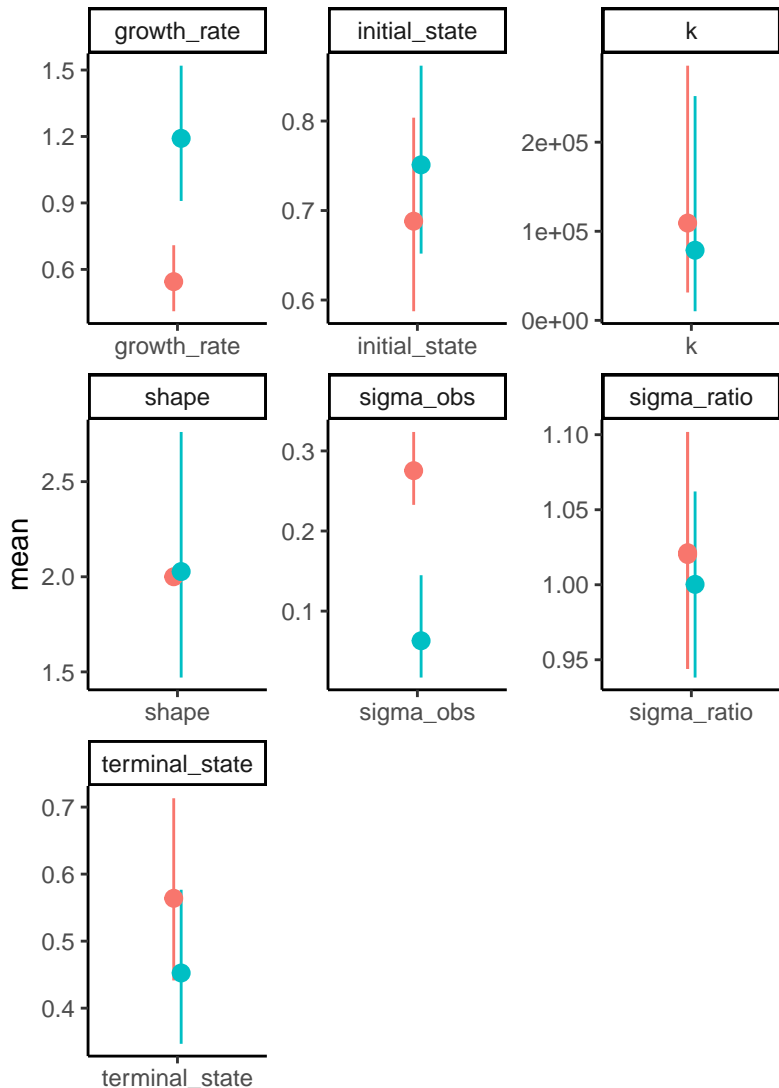 growth_rate
initial_state
k
1.5
1.2
0.9
0.6
0.8
0.7
0.6
2e+05
1e+05
0e+00
growth_rate
initial_state
k
shape
sigma_obs
sigma_ratio
mean
2.5
2.0
1.5
0.3
0.2
0.1
1.10
1.05
1.00
0.95
shape
sigma_obs
sigma_ratio
terminal_state
0.7
0.6
0.5
0.4
terminal_state